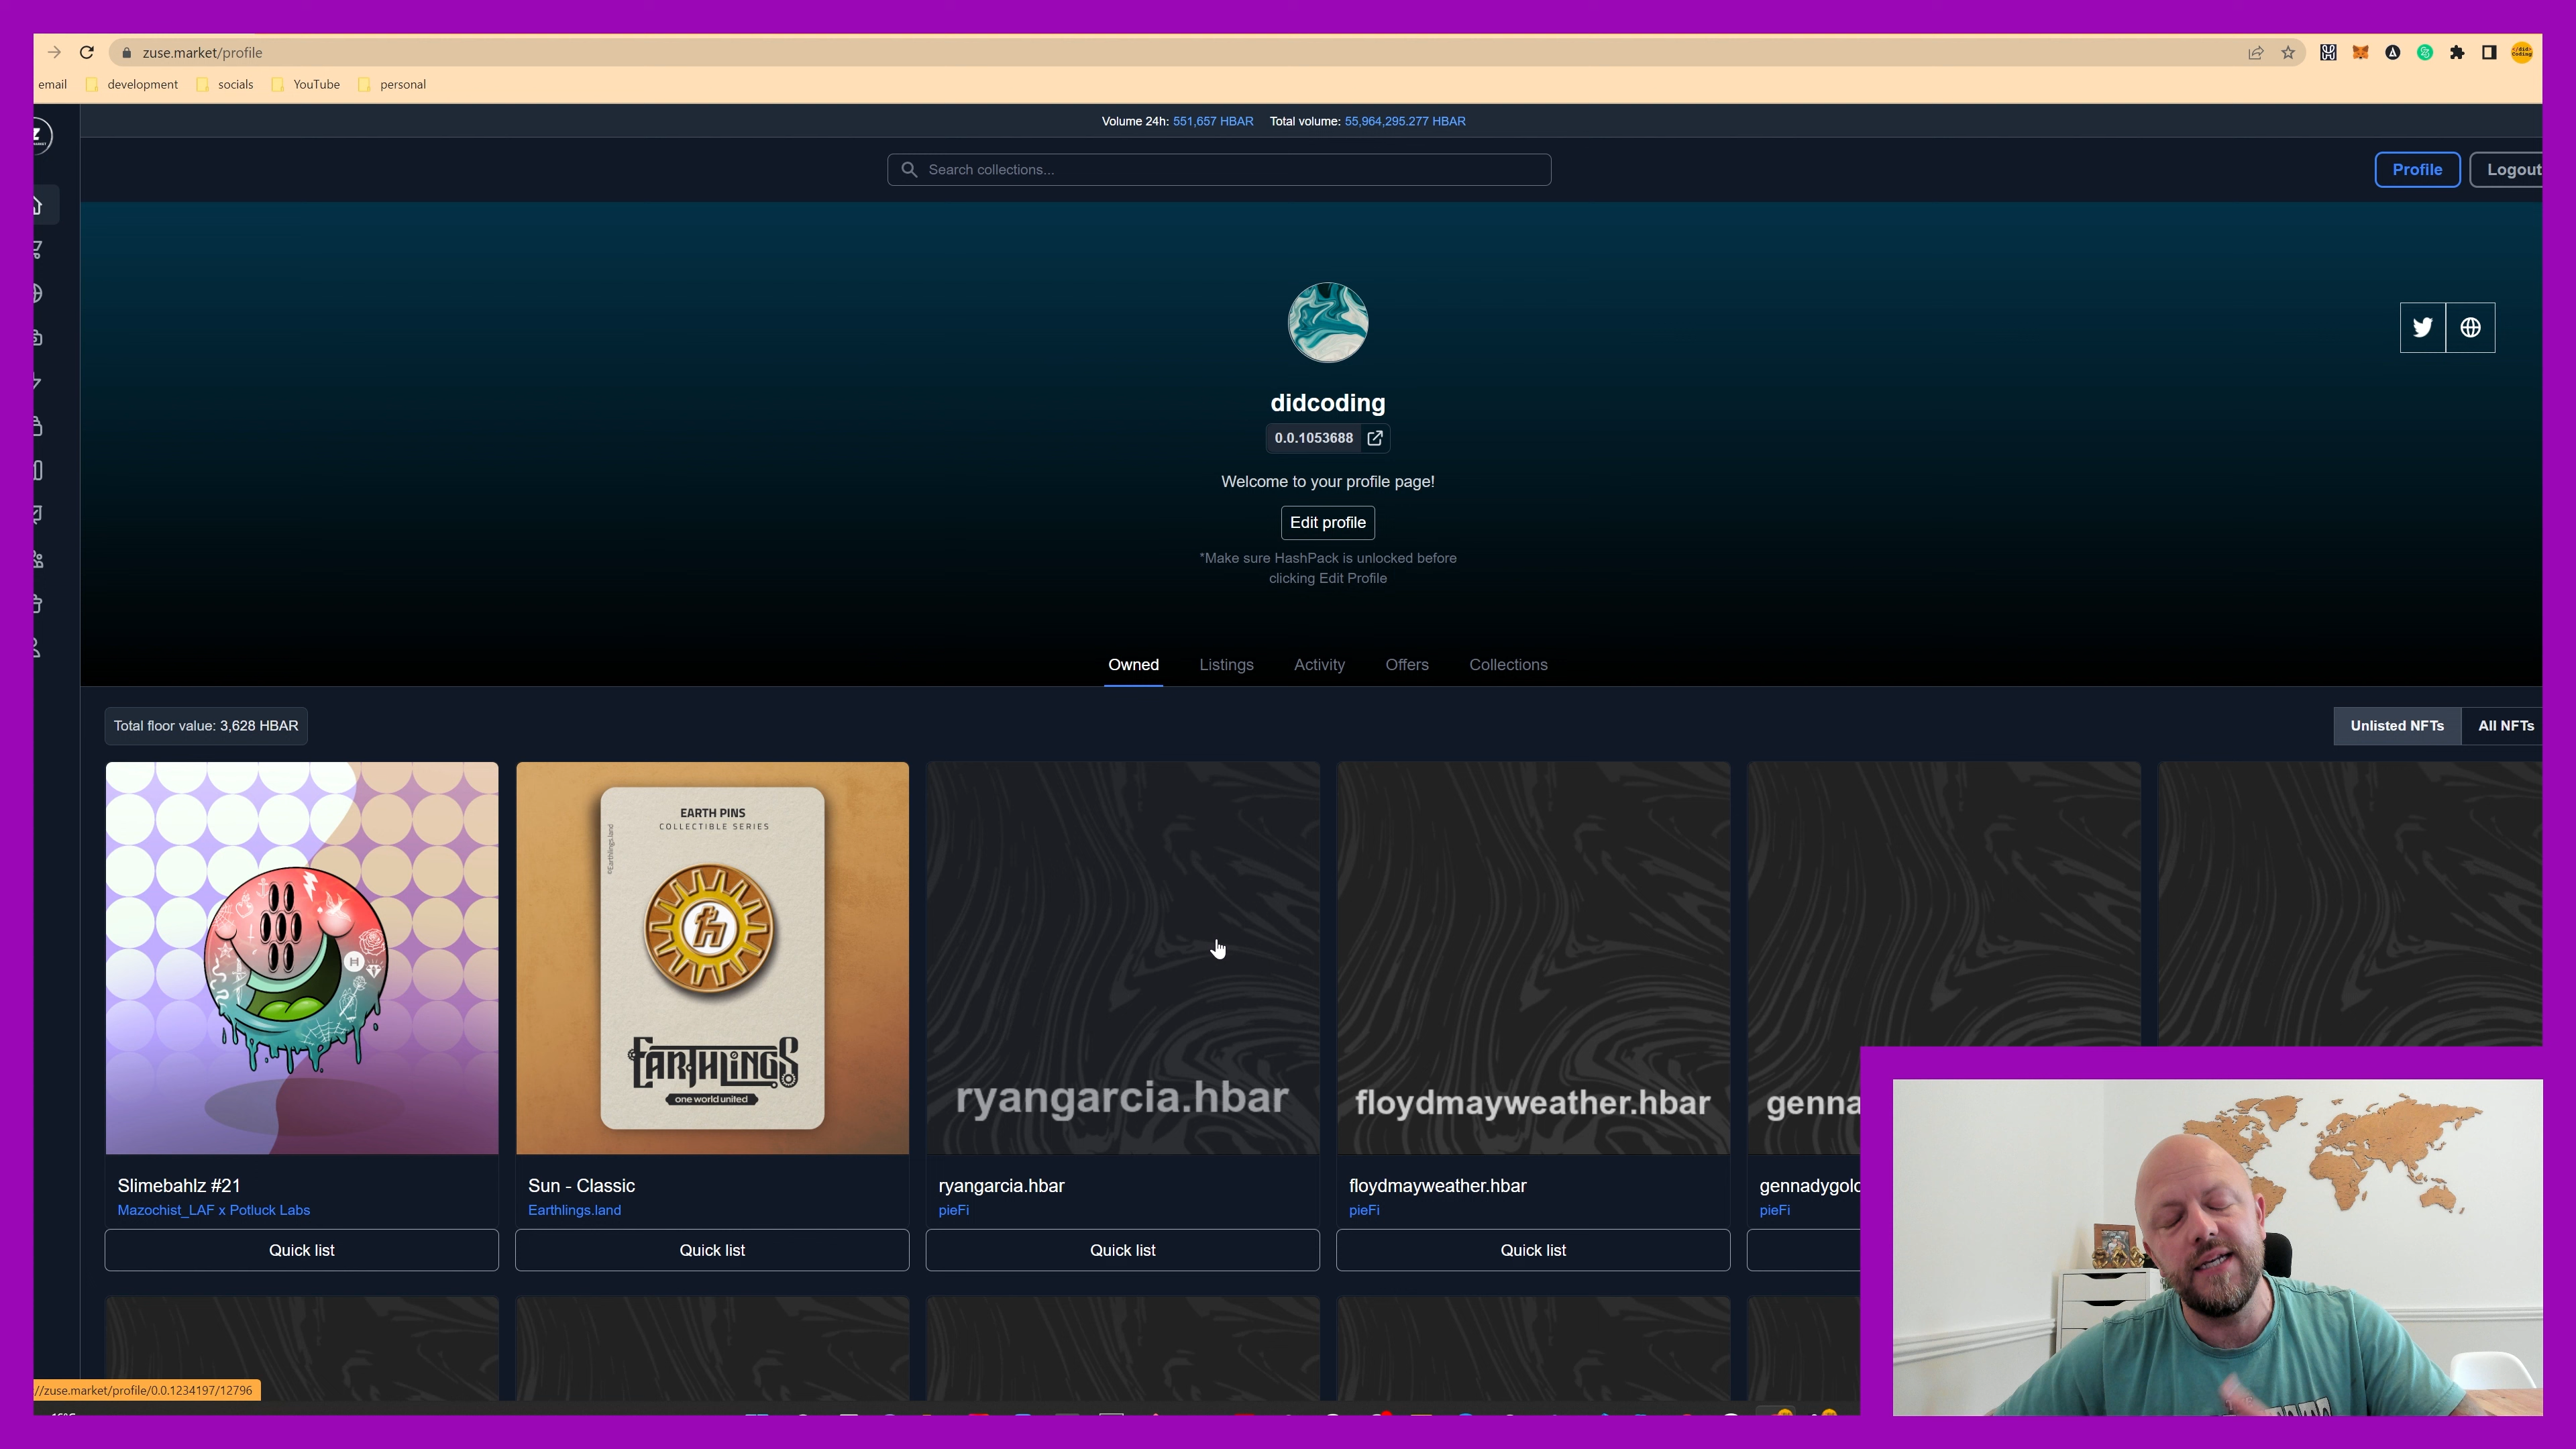 zuse.market/profile
email
development
socials
YouTube
personal
Volume 24h: 551,657 HBAR Total volume: 55,964,295.277 HBAR
Search collections...
Profile
Logout
didcoding
0.0.1053688
Welcome to your profile page!
Edit profile
*Make sure HashPack is unlocked before
clicking Edit Profile
Owned
Listings
Activity
Offers
Collections
Total floor value: 3,628 HBAR
Unlisted NFTs
All NFTs
EARTH PINS
COLLECTIBLE SERIES
©Earthlings.land
EARTHLINGS
one world united
ryangarcia.hbar
floydmayweather.hbar
genna
Slimebahlz #21
Mazochist_LAF x Potluck Labs
Quick list
Sun - Classic
Earthlings.land
Quick list
ryangarcia.hbar
pieFi
Quick list
floydmayweather.hbar
pieFi
Quick list
gennadygolo
pieFi
//zuse.market/profile/0.0.1234197/12796